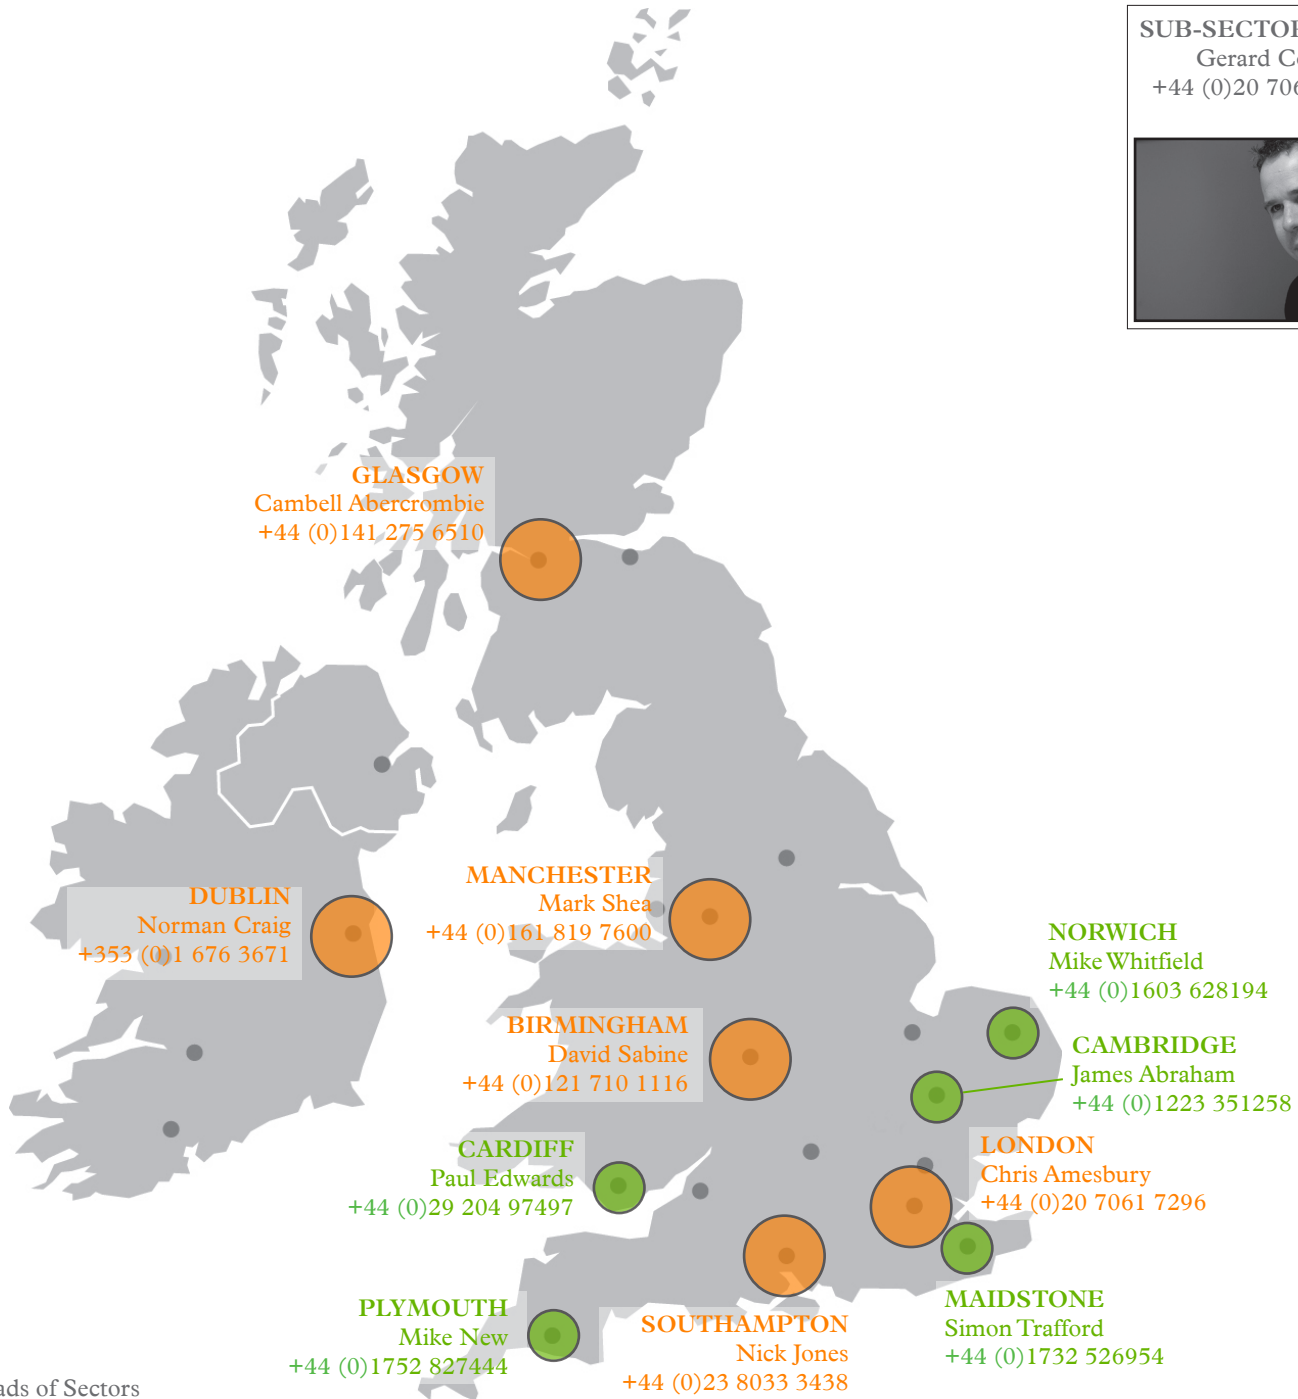 SUB-SECTOR
Gerard
+44 (0)20
GLASGOW
Cambell Abercrombie
+44 (0)141 275 6510
MANCHESTER
Mark Shea
+44 (0)161 819 7600
DUBLIN
Norman Craig
+353 (0)1 676 3671
NORWICH
Mike Whitfield
+44 (0)1603 628194
BIRMINGHAM
David Sabine
+44 (0)121 710 1116
CAMBRIDGE
James Abraham
+44 (0)1223 351258
CARDIFF
Paul Edwards
+44 (0)29 204 97497
LONDON
Chris Amesbury
+44 (0)20 7061 7296
PLYMOUTH
Mike New
+44 (0)1752 827444
SOUTHAMPTON
Nick Jones
+44 (0)23 8033 3438
MAIDSTONE
Simon Trafford
+44 (0)1732 526954
of Sectors